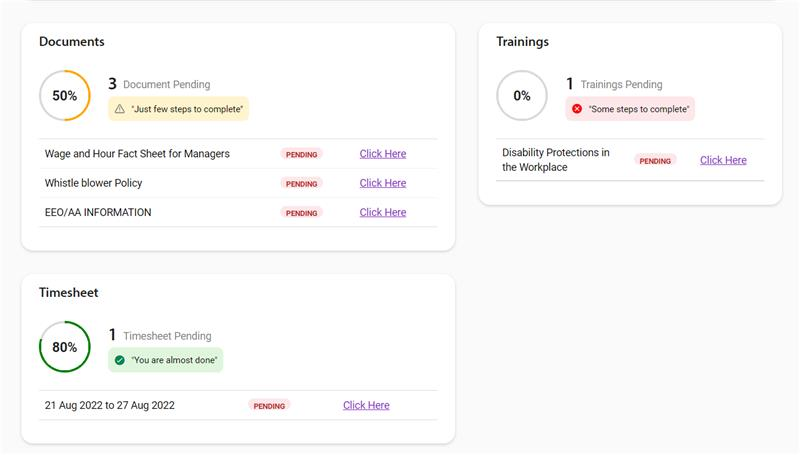 Documents
50%
3 Document Pending
"Just few steps to complete"
Wage and Hour Fact Sheet for Managers PENDING Click Here
Whistle blower Policy PENDING Click Here
EEO/AA INFORMATION PENDING Click Here
Trainings
0%
1 Trainings Pending
"Some steps to complete"
Disability Protections in
the Workplace PENDING Click Here
Timesheet
80%
1 Timesheet Pending
"You are almost done"
21 Aug 2022 to 27 Aug 2022 PENDING Click Here